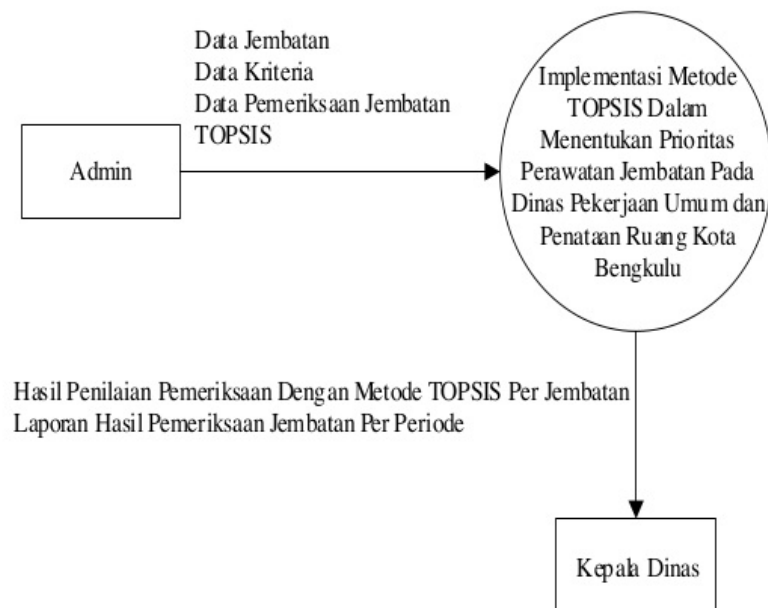 Data Jembatan
Data Kriteria
Data Pemeriksaan Jembatan
TOPSIS
Admin
Implementasi Metode
TOPSIS Dalam
Menentukan Prioritas
Perawatan Jembatan Pada
Dinas Pekerjaan Umum dan
Penataan Ruang Kota
Bengkulu
Hasil Penilaian Pemeriksaan Dengan Metode TOPSIS Per Jembatan
Laporan Hasil Pemeriksaan Jembatan Per Periode
Kepala Dinas